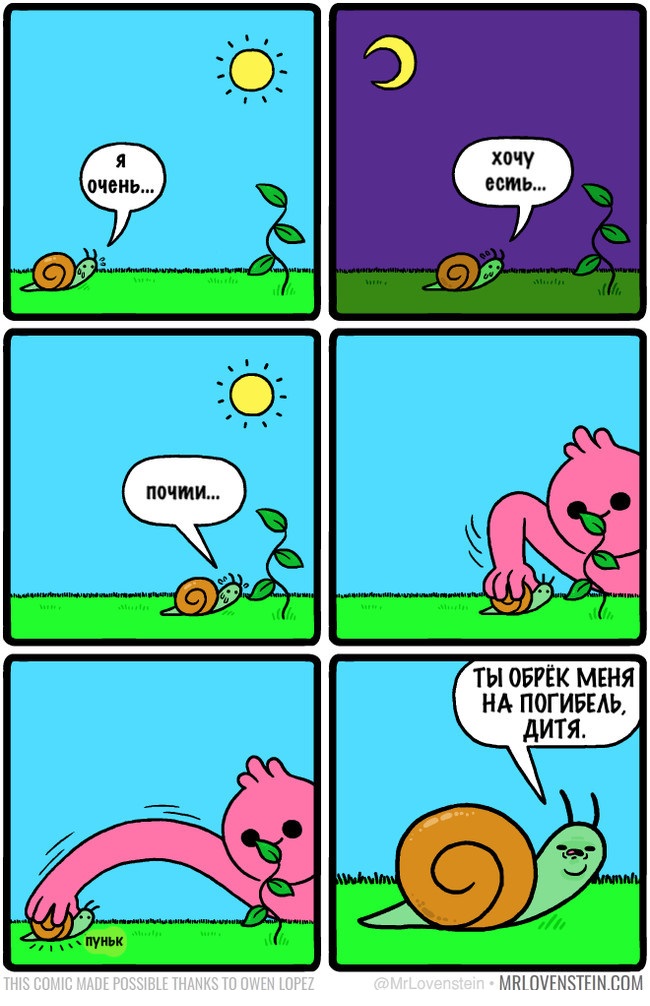 я
очень...
хочу
есть...
почти...
пуньк
ТЫ ОБРЁК МЕНЯ
НА ПОГИБЕЛЬ,
ДИТЯ.
THIS COMIC MADE POSSIBLE THANKS TO OWEN LOPEZ
@MrLovenstein • MRLOVENSTEIN.COM